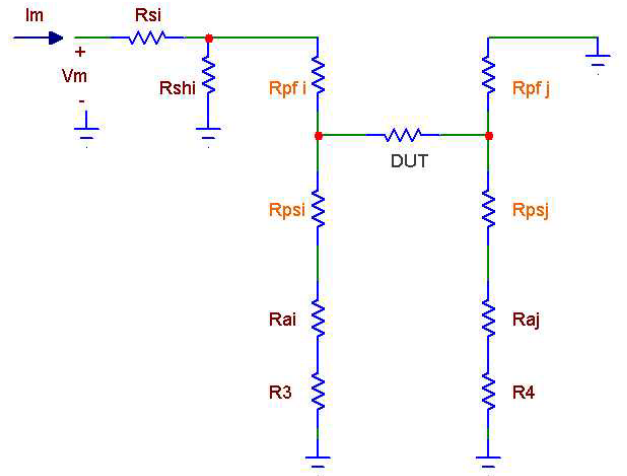 Im
Rsi
+
Vm
-
Rshi
Rpf i
Rpf j
DUT
Rpsi
Rpsj
Rai
Raj
R3
R4